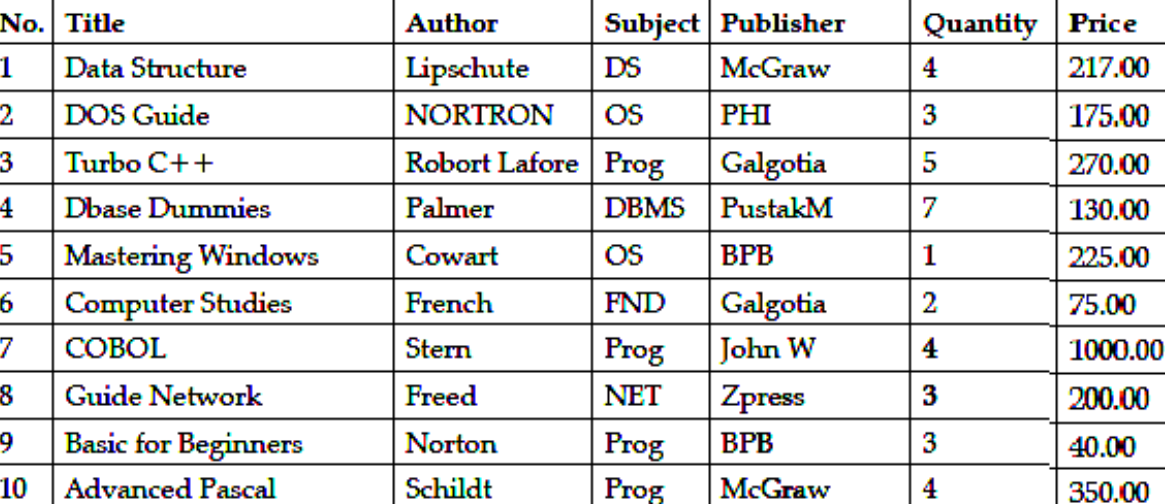 No. Title Author Subject Publisher Quantity Price
1 Data Structure Lipschute DS McGraw 4 217.00
2 DOS Guide NORTRON OS PHI 3 175.00
3 Turbo C++ Robort Lafore Prog Galgotia 5 270.00
4 Dbase Dummies Palmer DBMS PustakM 7 130.00
5 Mastering Windows Cowart OS BPB 1 225.00
6 Computer Studies French FND Galgotia 2 75.00
7 COBOL Stern Prog John W 4 1000.00
8 Guide Network Freed NET Zpress 3 200.00
9 Basic for Beginners Norton Prog BPB 3 40.00
10 Advanced Pascal Schildt Prog McGraw 4 350.00